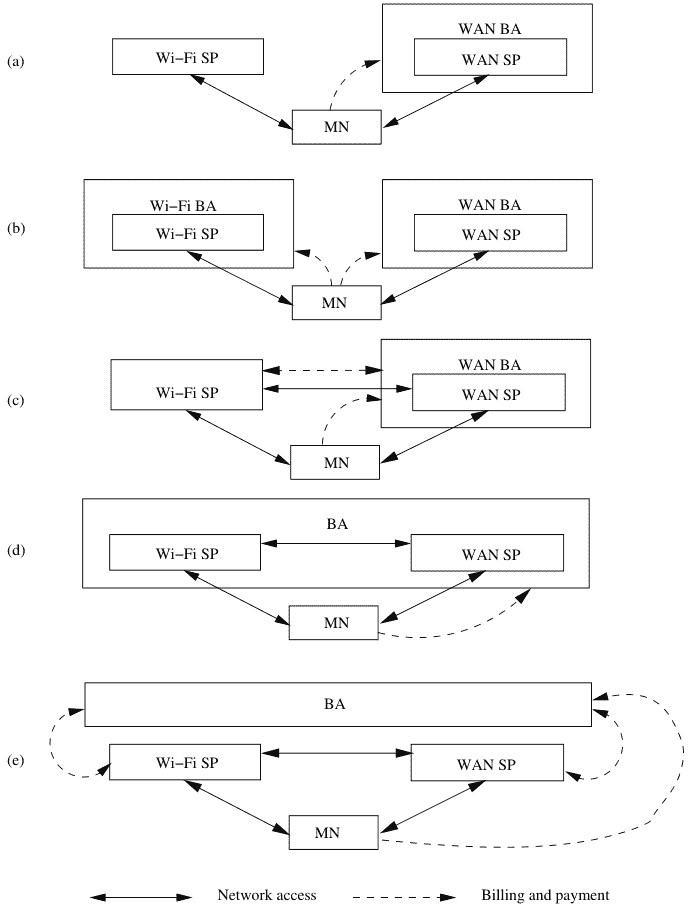 (a)
Wi–Fi SP
WAN BA
WAN SP
MN
(b)
Wi–Fi BA
Wi–Fi SP
WAN BA
WAN SP
MN
(c)
Wi–Fi SP
WAN BA
WAN SP
MN
(d)
BA
Wi–Fi SP
WAN SP
MN
(e)
BA
Wi–Fi SP
WAN SP
MN
Network access
Billing and payment